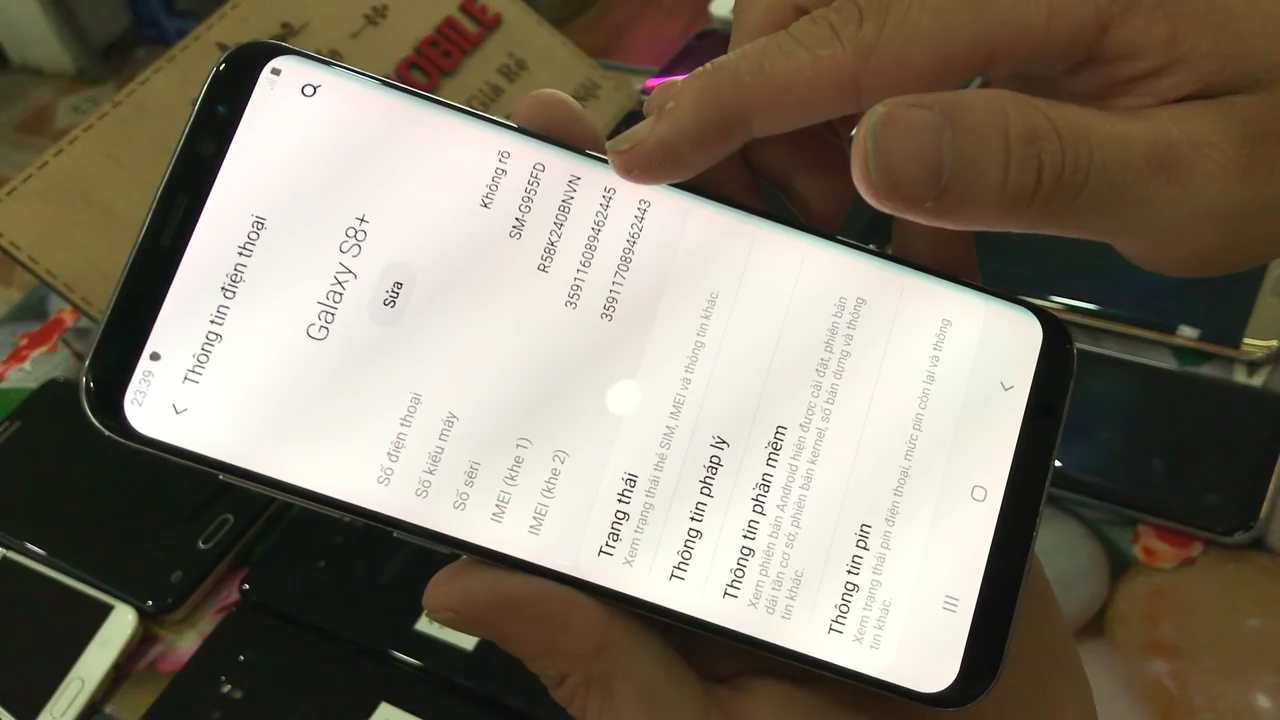 MOBILE
Giá Rẻ
23:39
Thông tin điện thoại
Galaxy S8+
Sửa
Số điện thoại Không rõ
Số kiểu máy SM-G955FD
Số sêri R58K240BNVN
IMEI (khe 1) 359116089462445
IMEI (khe 2) 359117089462443
Trạng thái
Xem trạng thái thẻ SIM, IMEI và thông tin khác.
Thông tin pháp lý
Thông tin phần mềm
Xem phiên bản Android hiện được cài đặt, phiên bản
dải tần cơ sở, phiên bản kernel, số bản dựng và thông
tin khác.
Thông tin pin
Xem trạng thái pin điện thoại, mức pin còn lại và thông
tin khác.